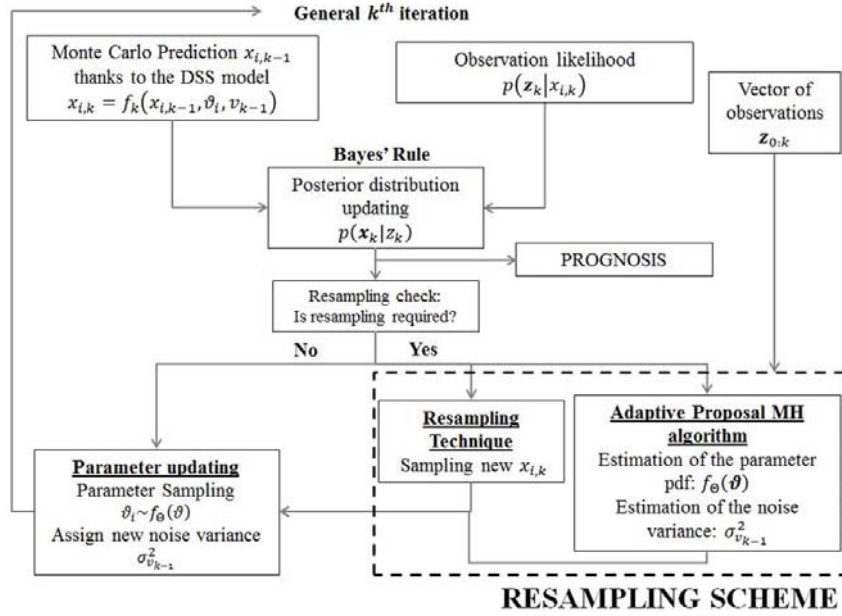 General kᵗʰ iteration
Monte Carlo Prediction x_{i,k−1}
thanks to the DSS model
x_{i,k} = f_k(x_{i,k−1}, ϑ_i, v_{k−1})
Observation likelihood
p(z_k|x_{i,k})
Vector of
observations
z_{0:k}
Bayes' Rule
Posterior distribution
updating
p(x_k|z_k)
PROGNOSIS
Resampling check:
Is resampling required?
No
Yes
Parameter updating
Parameter Sampling
ϑ_i~f_Θ(ϑ)
Assign new noise variance
σ²_{v_{k−1}}
Resampling
Technique
Sampling new x_{i,k}
Adaptive Proposal MH
algorithm
Estimation of the parameter
pdf: f_Θ(ϑ)
Estimation of the noise
variance: σ²_{v_{k−1}}
RESAMPLING SCHEME